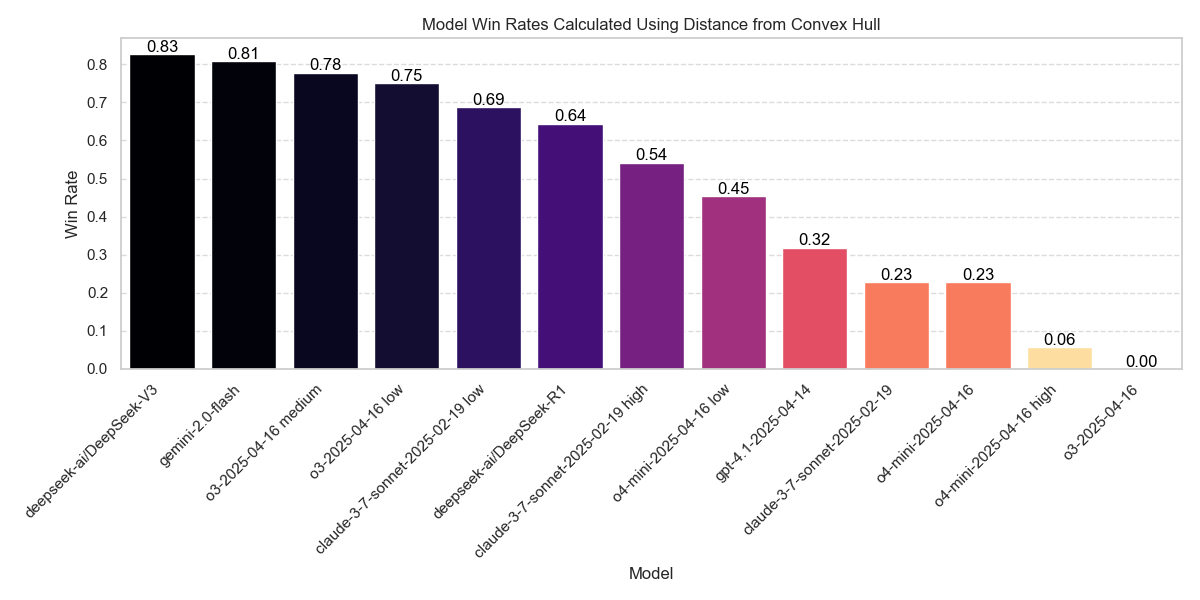 Model Win Rates Calculated Using Distance from Convex Hull
Win Rate
0.8
0.7
0.6
0.5
0.4
0.3
0.2
0.1
0.0
0.83
0.81
0.78
0.75
0.69
0.64
0.54
0.45
0.32
0.23
0.23
0.06
0.00
deepseek-ai/DeepSeek-V3
gemini-2.0-flash
o3-2025-04-16 medium
o3-2025-04-16 low
claude-3-7-sonnet-2025-02-19 low
deepseek-ai/DeepSeek-R1
claude-3-7-sonnet-2025-02-19 high
o4-mini-2025-04-16 low
gpt-4.1-2025-04-14
claude-3-7-sonnet-2025-02-19
o4-mini-2025-04-16
o4-mini-2025-04-16 high
o3-2025-04-16
Model